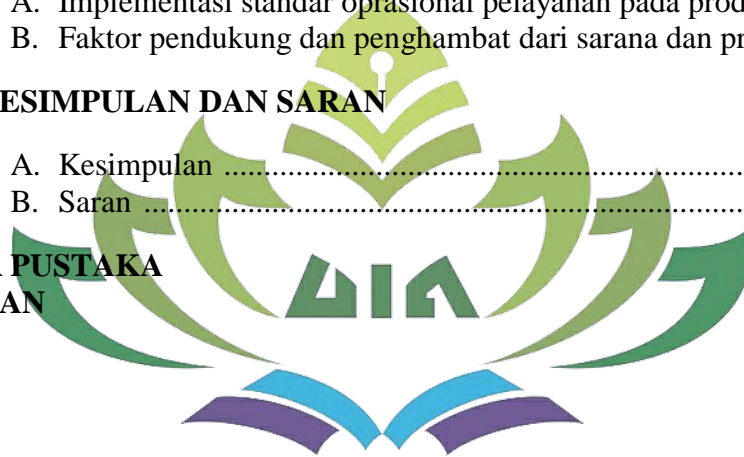 A. Implementasi standar oprasional pelayanan pada prod
B. Faktor pendukung dan penghambat dari sarana dan pr
ESIMPULAN DAN SARAN
A. Kesimpulan ......................................................................
B. Saran ................................................................................
PUSTAKA
AN
UIN